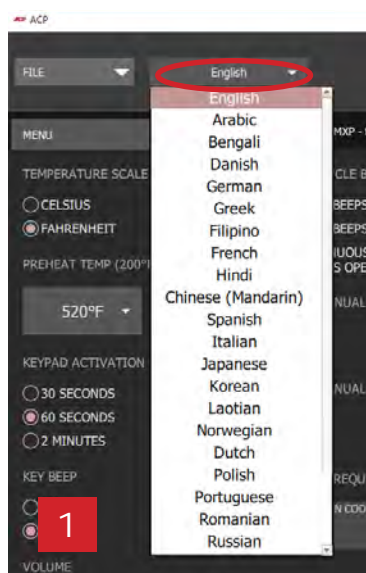 ACP ACP
FILE
English
English
Arabic
Bengali
Danish
German
Greek
Filipino
French
Hindi
Chinese (Mandarin)
Spanish
Italian
Japanese
Korean
Laotian
Norwegian
Dutch
Polish
Portuguese
Romanian
Russian
MENU
TEMPERATURE SCALE
CELSIUS
FAHRENHEIT
PREHEAT TEMP (200°
520°F
KEYPAD ACTIVATION
30 SECONDS
60 SECONDS
2 MINUTES
KEY BEEP
1
VOLUME
MXP -
CLE B
BEEPS
BEEPS
S OPE
NUAL
NUAL
REQU
N COO